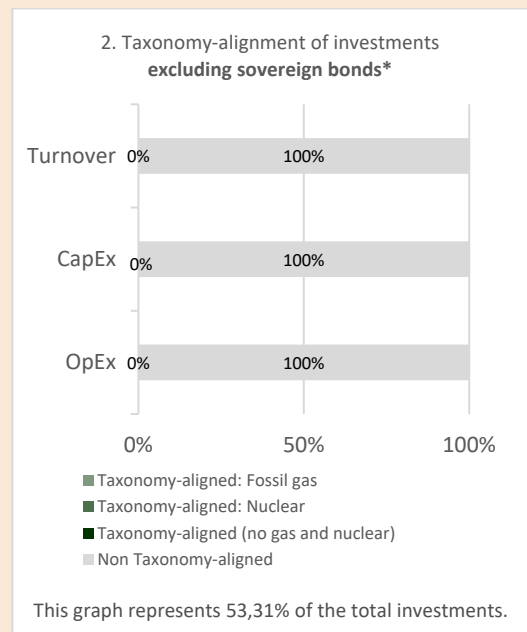 2. Taxonomy-alignment of investments
excluding sovereign bonds*
Turnover 0% 100%
CapEx 0% 100%
OpEx 0% 100%
0% 50% 100%
Taxonomy-aligned: Fossil gas
Taxonomy-aligned: Nuclear
Taxonomy-aligned (no gas and nuclear)
Non Taxonomy-aligned
This graph represents 53,31% of the total investments.